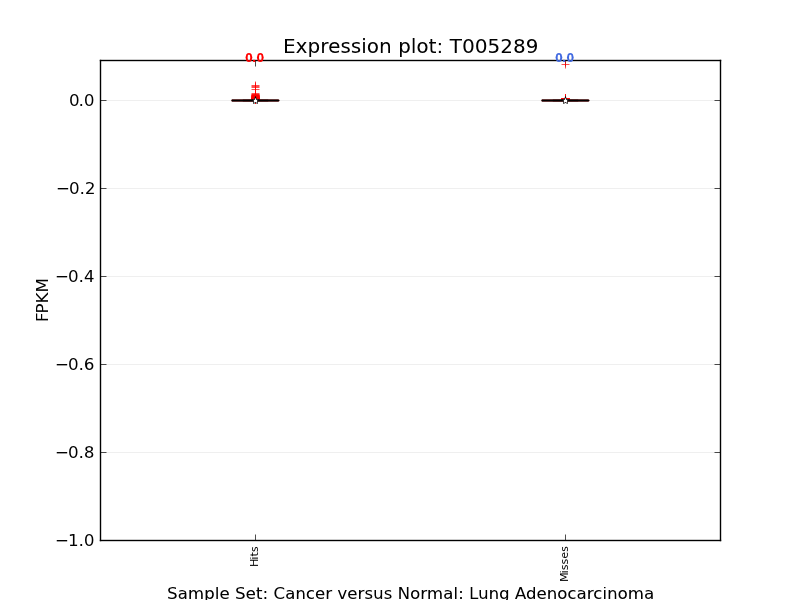 Expression plot: T005289
0.0 0.0
0.0
−0.2
−0.4
FPKM
−0.6
−0.8
−1.0
Hits Misses
Sample Set: Cancer versus Normal: Lung Adenocarcinoma